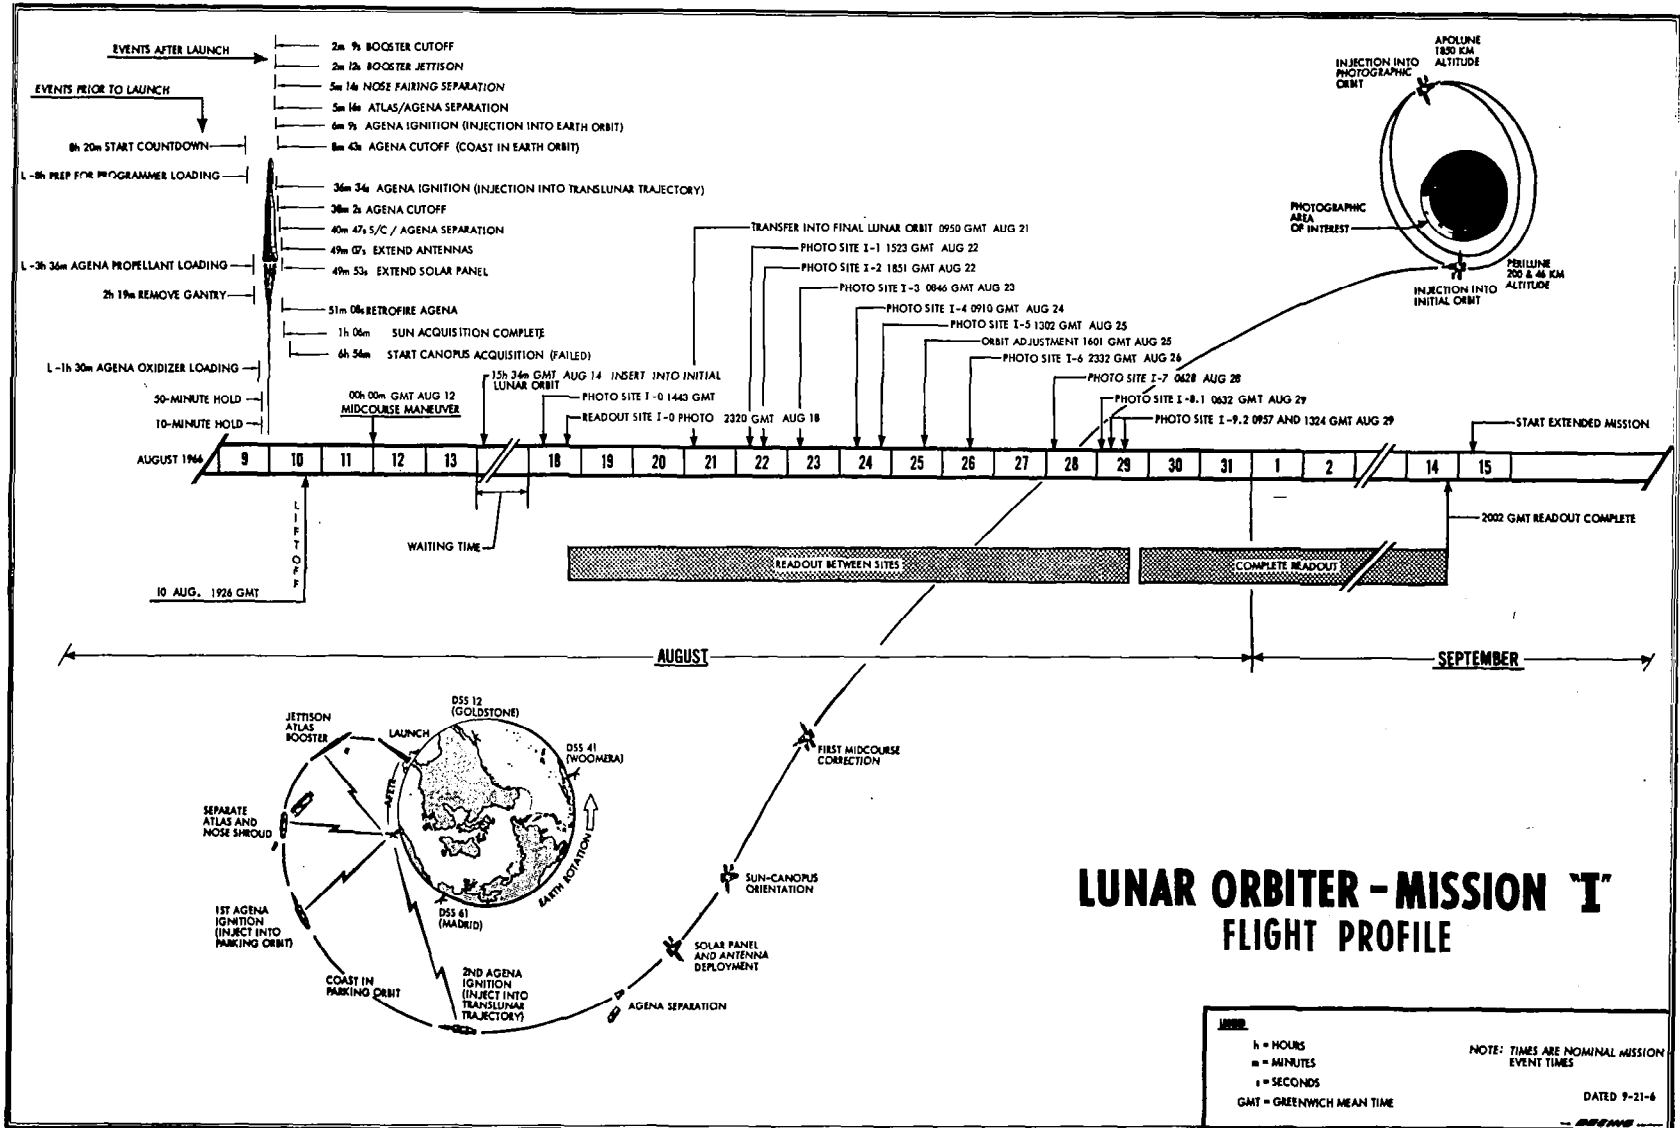 EVENTS AFTER LAUNCH
2m 9s BOOSTER CUTOFF
2m 12s BOOSTER JETTISON
5m 14s NOSE FAIRING SEPARATION
5m 16s ATLAS/AGENA SEPARATION
6m 9s AGENA IGNITION (INJECTION INTO EARTH ORBIT)
8m 43s AGENA CUTOFF (COAST IN EARTH ORBIT)
36m 34s AGENA IGNITION (INJECTION INTO TRANSLUNAR TRAJECTORY)
38m 2s AGENA CUTOFF
40m 47s S/C / AGENA SEPARATION
49m 07s EXTEND ANTENNAS
49m 53s EXTEND SOLAR PANEL
51m 08s RETROFIRE AGENA
1h 06m SUN ACQUISITION COMPLETE
6h 56m START CANOPUS ACQUISITION (FAILED)
EVENTS PRIOR TO LAUNCH
8h 20m START COUNTDOWN
L -8h PREP FOR PROGRAMMER LOADING
L -3h 36m AGENA PROPELLANT LOADING
2h 19m REMOVE GANTRY
L -1h 30m AGENA OXIDIZER LOADING
50-MINUTE HOLD
10-MINUTE HOLD
00h 00m GMT AUG 12
MIDCOURSE MANEUVER
15h 34m GMT AUG 14 INSERT INTO INITIAL
LUNAR ORBIT
PHOTO SITE I-0 1443 GMT
READOUT SITE I-0 PHOTO 2320 GMT AUG 18
TRANSFER INTO FINAL LUNAR ORBIT 0950 GMT AUG 21
PHOTO SITE I-1 1523 GMT AUG 22
PHOTO SITE I-2 1851 GMT AUG 22
PHOTO SITE I-3 0846 GMT AUG 23
PHOTO SITE I-4 0910 GMT AUG 24
PHOTO SITE I-5 1302 GMT AUG 25
ORBIT ADJUSTMENT 1601 GMT AUG 25
PHOTO SITE I-6 2332 GMT AUG 26
PHOTO SITE I-7 0628 AUG 28
PHOTO SITE I-8.1 0632 GMT AUG 29
PHOTO SITE I-9.2 0957 AND 1324 GMT AUG 29
START EXTENDED MISSION
INJECTION INTO
PHOTOGRAPHIC
ORBIT
APOLUNE
1850 KM
ALTITUDE
PHOTOGRAPHIC
AREA
OF INTEREST
PERILUNE
200 & 46 KM
ALTITUDE
INJECTION INTO
INITIAL ORBIT
AUGUST 1966 9 10 11 12 13 18 19 20 21 22 23 24 25 26 27 28 29 30 31 1 2 14 15
LIFTOFF
WAITING TIME
10 AUG. 1926 GMT
READOUT BETWEEN SITES
COMPLETE READOUT
2002 GMT READOUT COMPLETE
AUGUST
SEPTEMBER
JETTISON
ATLAS
BOOSTER
LAUNCH
DSS 12
(GOLDSTONE)
DSS 41
(WOOMERA)
AFETR
SEPARATE
ATLAS AND
NOSE SHROUD
EARTH ROTATION
DSS 61
(MADRID)
1ST AGENA
IGNITION
(INJECT INTO
PARKING ORBIT)
COAST IN
PARKING ORBIT
2ND AGENA
IGNITION
(INJECT INTO
TRANSLUNAR
TRAJECTORY)
AGENA SEPARATION
SOLAR PANEL
AND ANTENNA
DEPLOYMENT
SUN-CANOPUS
ORIENTATION
FIRST MIDCOURSE
CORRECTION
LUNAR ORBITER - MISSION "I"
FLIGHT PROFILE
LEGEND
h = HOURS
m = MINUTES
s = SECONDS
GMT = GREENWICH MEAN TIME
NOTE: TIMES ARE NOMINAL MISSION
EVENT TIMES
DATED 9-21-6
BOEING